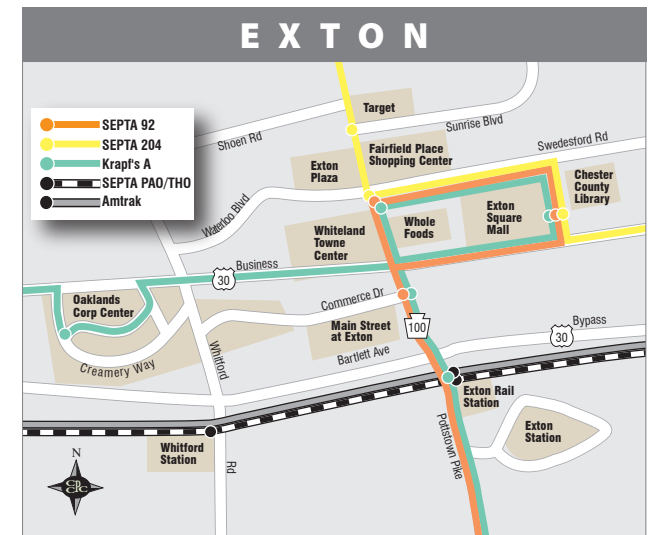 EXTON
SEPTA 92
SEPTA 204
Krapf's A
SEPTA PAO/THO
Amtrak
Target
Sunrise Blvd
Shoen Rd
Swedesford Rd
Fairfield Place
Shopping Center
Exton
Plaza
Chester
County
Library
Waterloo Blvd
Whiteland
Towne
Center
Whole
Foods
Exton
Square
Mall
Business
30
Oaklands
Corp Center
Commerce Dr
Main Street
at Exton
100
Bypass
30
Bartlett Ave
Creamery Way
Whitford
Exton Rail
Station
Pottstown Pike
Exton
Station
Whitford
Station
Rd
N